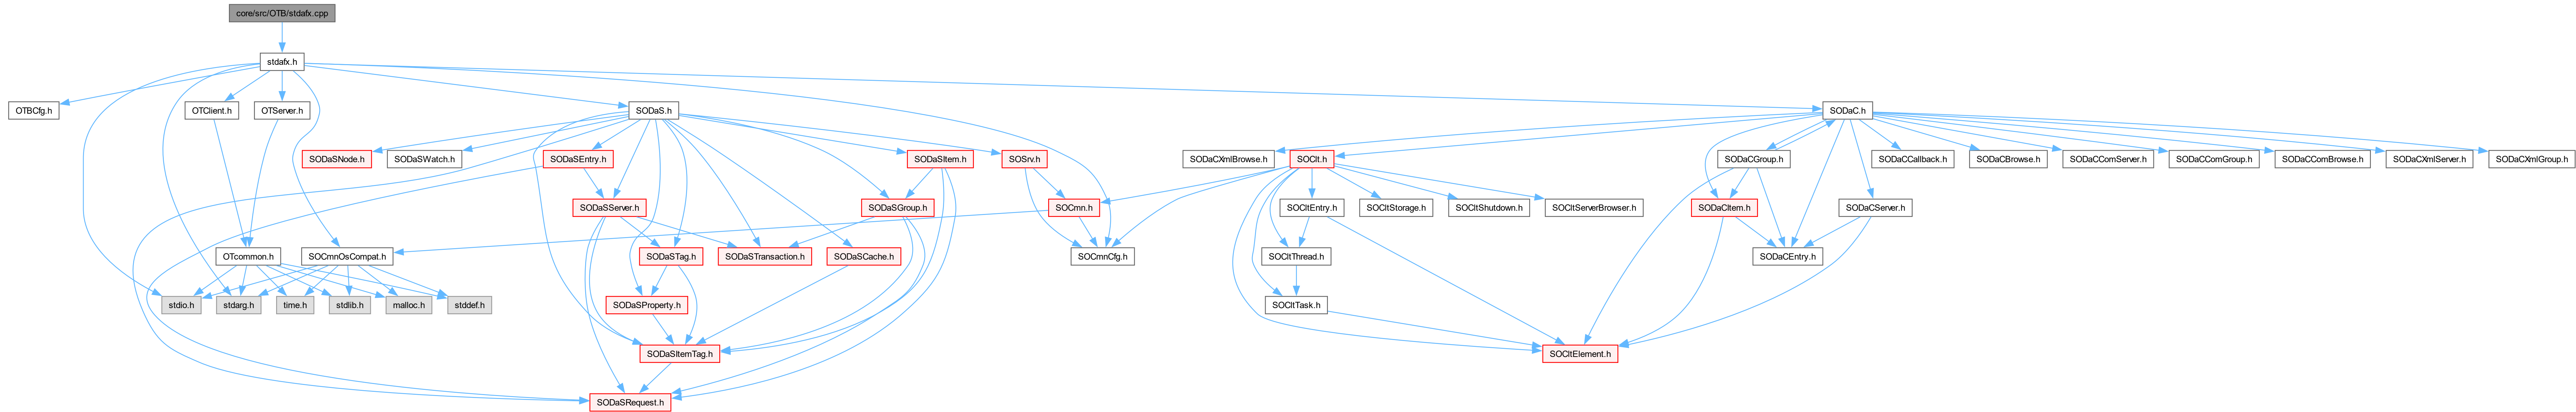 core/src/OTB/stdafx.cpp
stdafx.h
OTBCfg.h
OTClient.h
OTServer.h
SODaS.h
SODaC.h
SODaSNode.h
SODaSWatch.h
SODaSEntry.h
SODaSItem.h
SOSrv.h
SODaCXmlBrowse.h
SOClt.h
SODaCGroup.h
SODaCCallback.h
SODaCBrowse.h
SODaCComServer.h
SODaCComGroup.h
SODaCComBrowse.h
SODaCXmlServer.h
SODaCXmlGroup.h
SODaSServer.h
SODaSGroup.h
SOCmn.h
SOCltEntry.h
SOCltStorage.h
SOCltShutdown.h
SOCltServerBrowser.h
SODaCItem.h
SODaCServer.h
OTcommon.h
SOCmnOsCompat.h
SODaSTag.h
SODaSTransaction.h
SODaSCache.h
SOCmnCfg.h
SOCltThread.h
SODaCEntry.h
stdio.h
stdarg.h
time.h
stdlib.h
malloc.h
stddef.h
SODaSProperty.h
SOCltTask.h
SODaSItemTag.h
SOCltElement.h
SODaSRequest.h